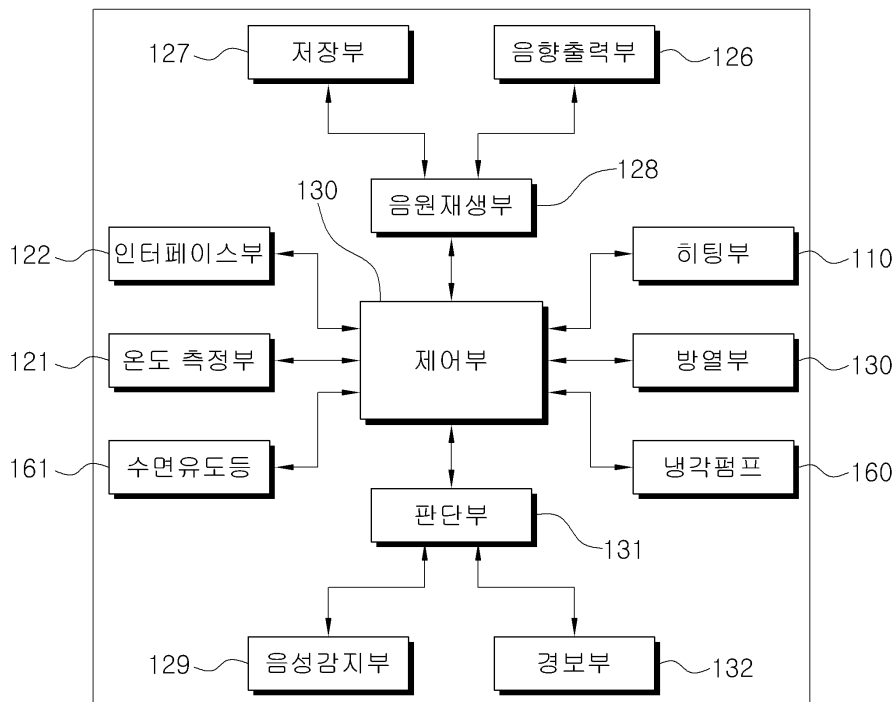 127
저장부
음향출력부
126
130
음원재생부
128
122
인터페이스부
히팅부
110
121
온도 측정부
제어부
방열부
130
161
수면유도등
냉각펌프
160
판단부
131
129
음성감지부
경보부
132